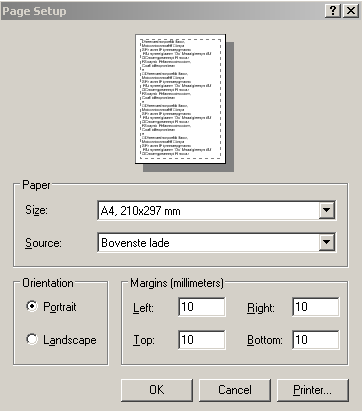 Page Setup
Paper
Size:
A4, 210x297 mm
Source:
Bovenste lade
Orientation
Portrait
Landscape
Margins (millimeters)
Left: 10 Right: 10
Top: 10 Bottom: 10
OK Cancel Printer...